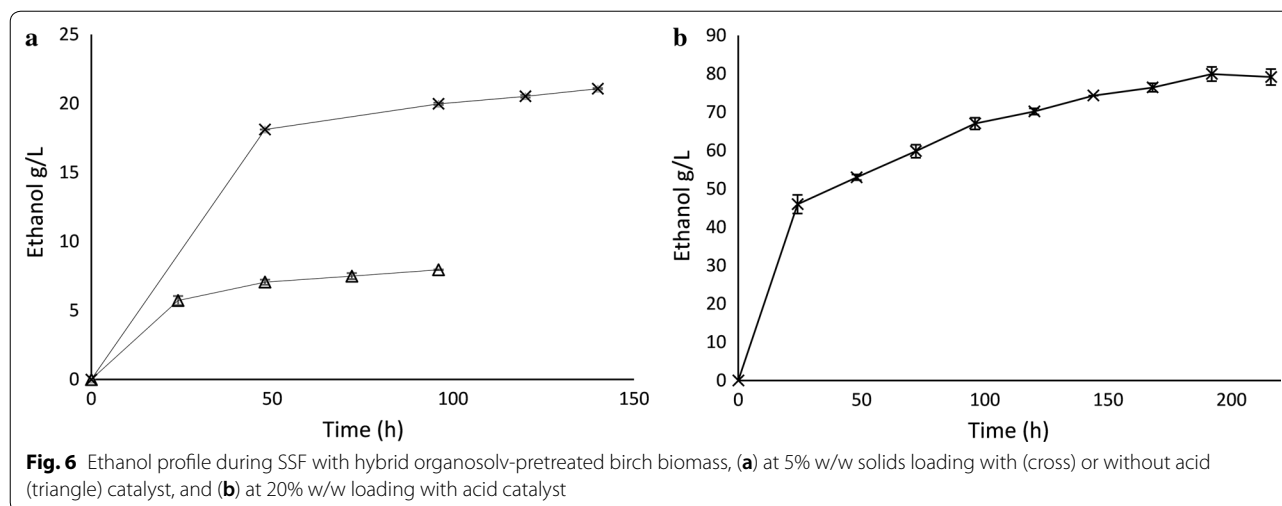 a
25
20
15
10
5
0
Ethanol g/L
0 50 100 150
Time (h)
b
90
80
70
60
50
40
30
20
10
0
Ethanol g/L
0 50 100 150 200
Time (h)
Fig. 6 Ethanol profile during SSF with hybrid organosolv-pretreated birch biomass, (a) at 5% w/w solids loading with (cross) or without acid
(triangle) catalyst, and (b) at 20% w/w loading with acid catalyst